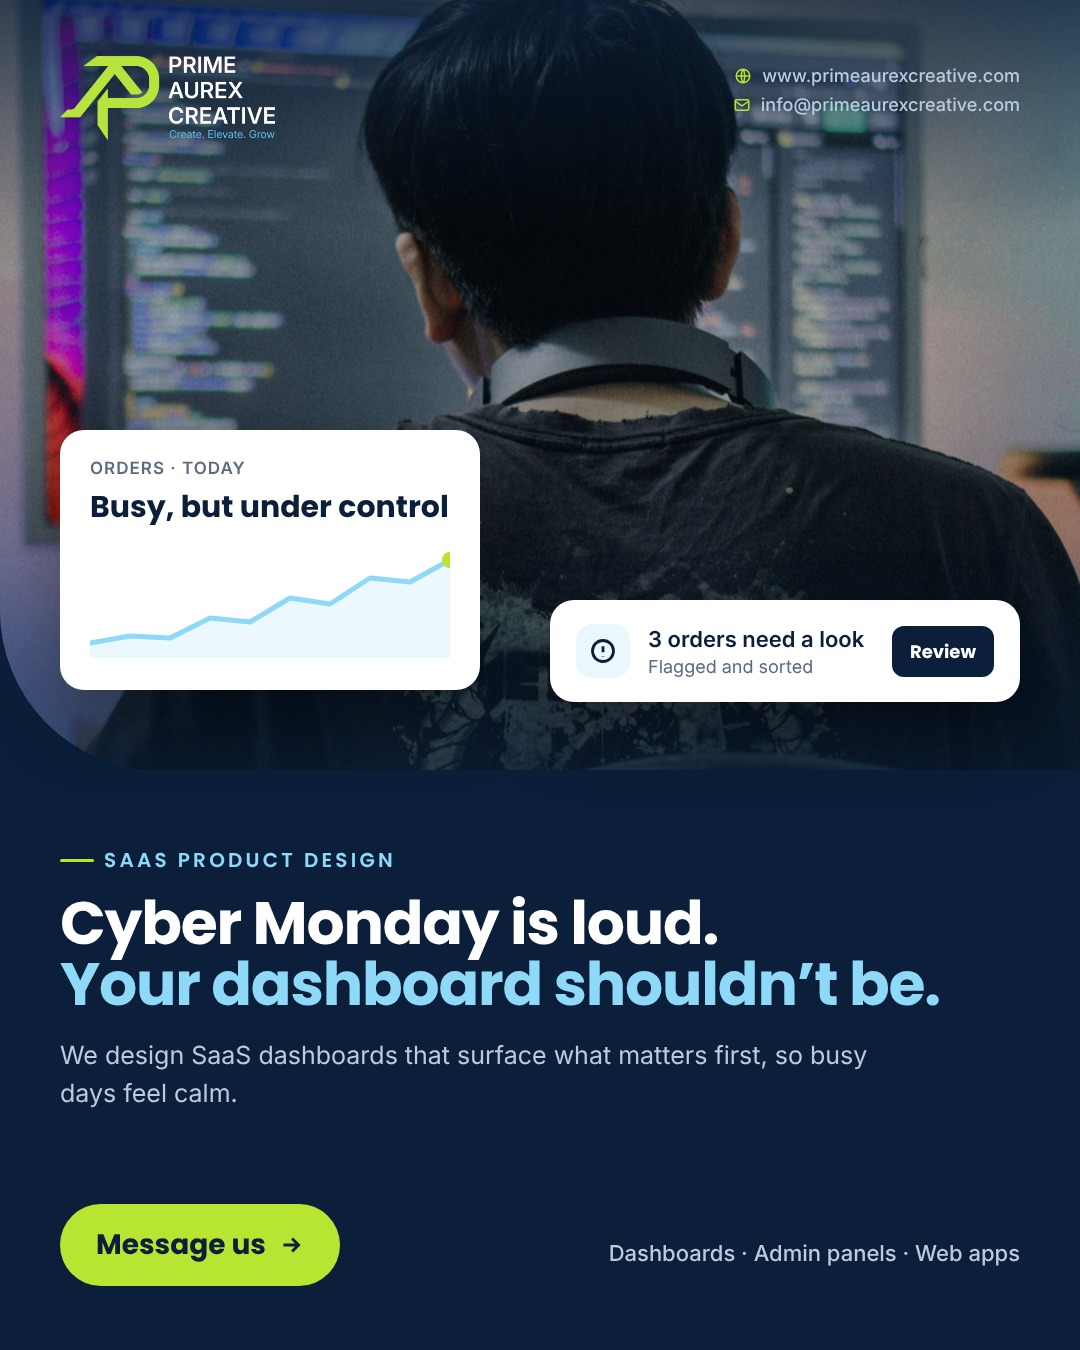 PRIME
AUREX
CREATIVE
Create. Elevate. Grow
www.primeaurexcreative.com
info@primeaurexcreative.com
ORDERS · TODAY
Busy, but under control
3 orders need a look
Flagged and sorted
Review
SAAS PRODUCT DESIGN
Cyber Monday is loud.
Your dashboard shouldn’t be.
We design SaaS dashboards that surface what matters first, so busy
days feel calm.
Message us
Dashboards · Admin panels · Web apps